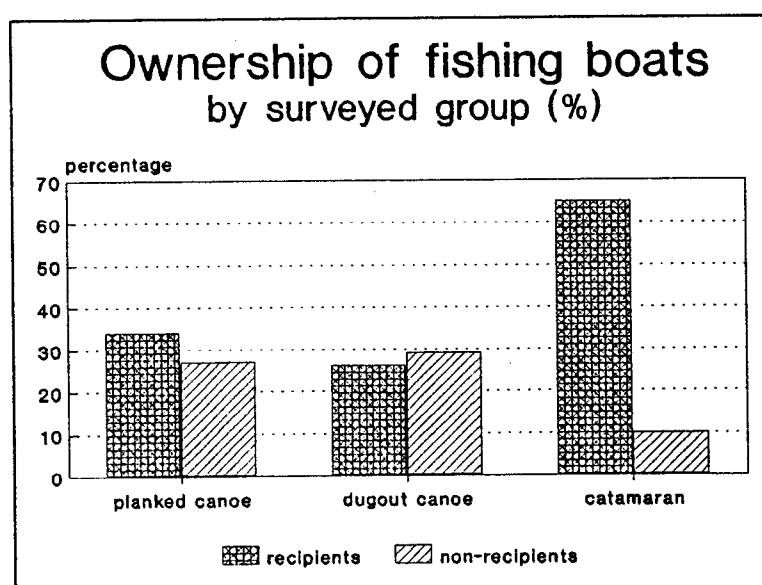 Ownership of fishing boats
by surveyed group (%)
percentage
70
60
50
40
30
20
10
0
planked canoe dugout canoe catamaran
recipients non-recipients